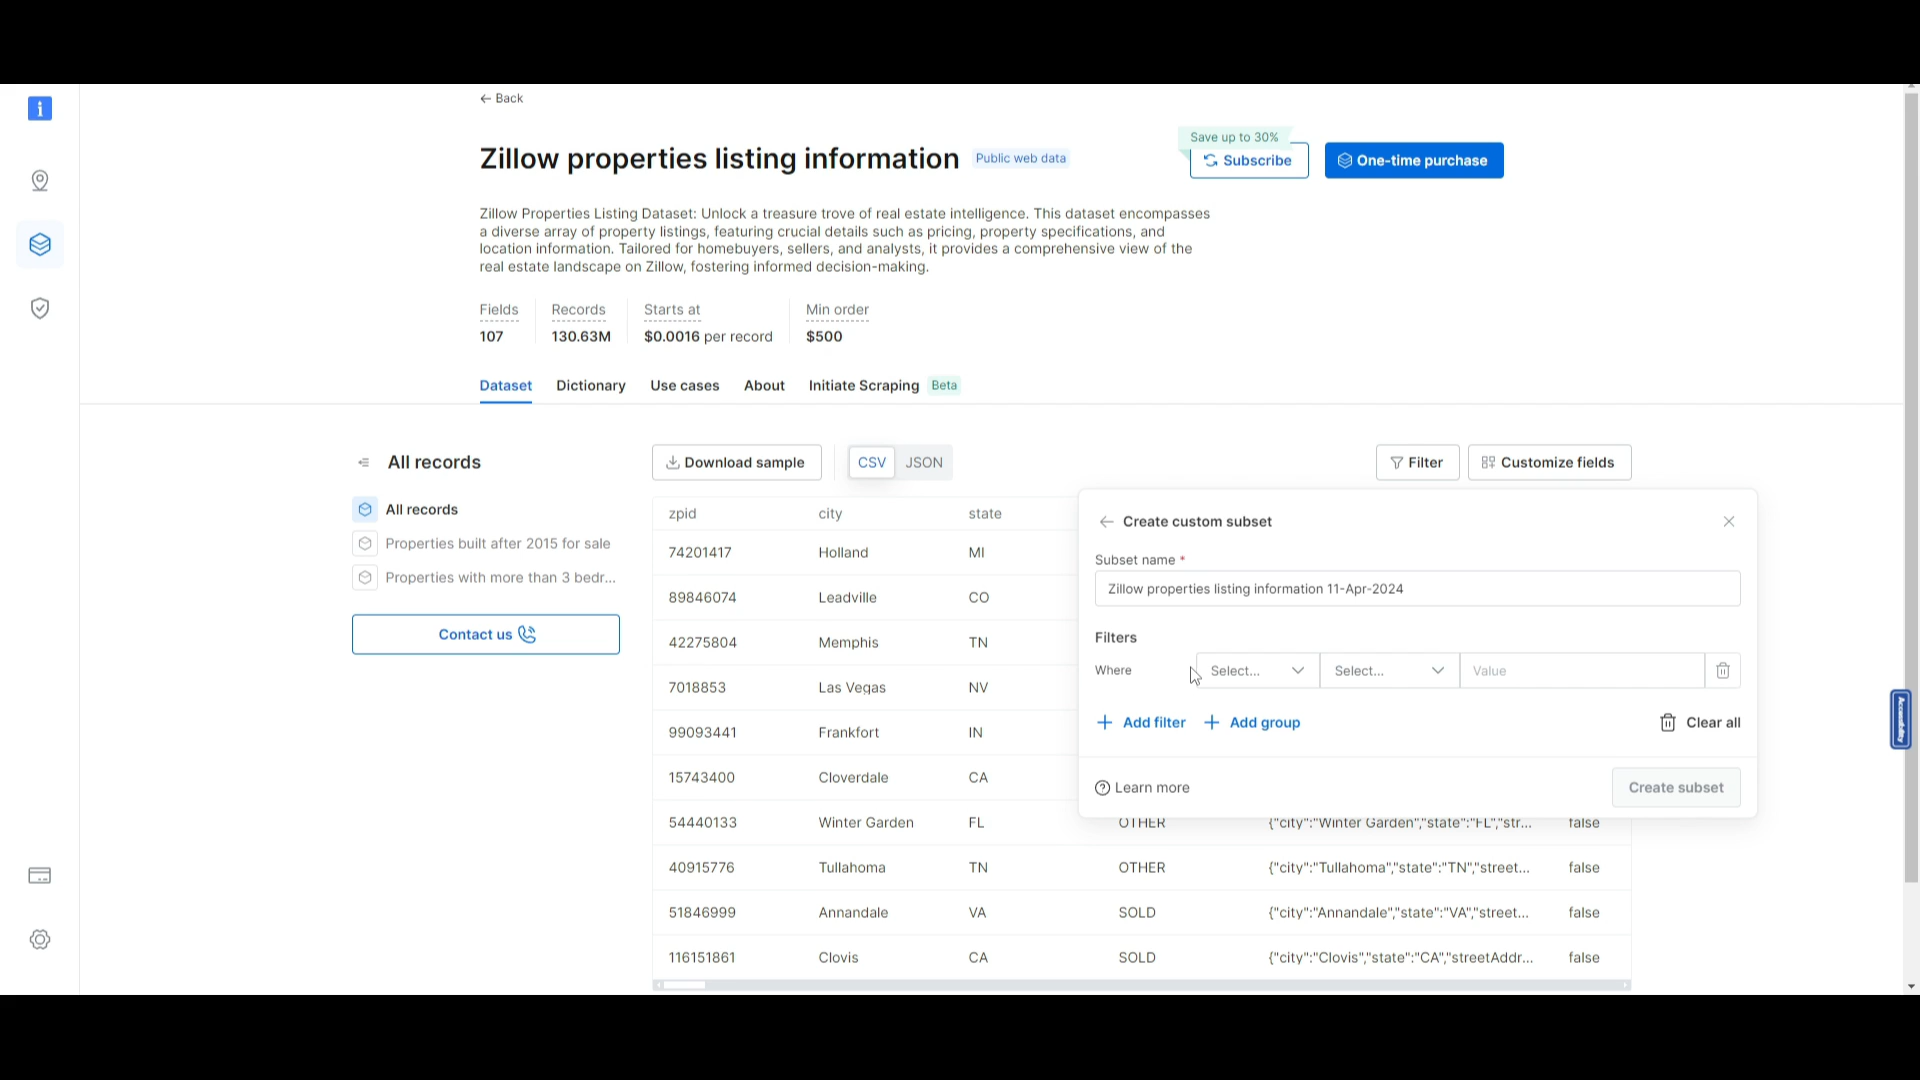 ← Back
Save up to 30%
Zillow properties listing information Public web data Subscribe One-time purchase
Zillow Properties Listing Dataset: Unlock a treasure trove of real estate intelligence. This dataset encompasses
a diverse array of property listings, featuring crucial details such as pricing, property specifications, and
location information. Tailored for homebuyers, sellers, and analysts, it provides a comprehensive view of the
real estate landscape on Zillow, fostering informed decision-making.
Fields Records Starts at Min order
107 130.63M $0.0016 per record $500
Dataset Dictionary Use cases About Initiate Scraping Beta
All records
All records
Properties built after 2015 for sale
Properties with more than 3 bedr...
Contact us
Download sample CSV JSON Filter Customize fields
zpid city state
74201417 Holland MI
89846074 Leadville CO
42275804 Memphis TN
7018853 Las Vegas NV
99093441 Frankfort IN
15743400 Cloverdale CA
54440133 Winter Garden FL OTHER {"city":"Winter Garden","state":"FL","str... false
40915776 Tullahoma TN OTHER {"city":"Tullahoma","state":"TN","street... false
51846999 Annandale VA SOLD {"city":"Annandale","state":"VA","street... false
116151861 Clovis CA SOLD {"city":"Clovis","state":"CA","streetAddr... false
← Create custom subset
Subset name *
Zillow properties listing information 11-Apr-2024
Filters
Where Select... Select... Value
+ Add filter + Add group Clear all
Learn more Create subset
Accessibility